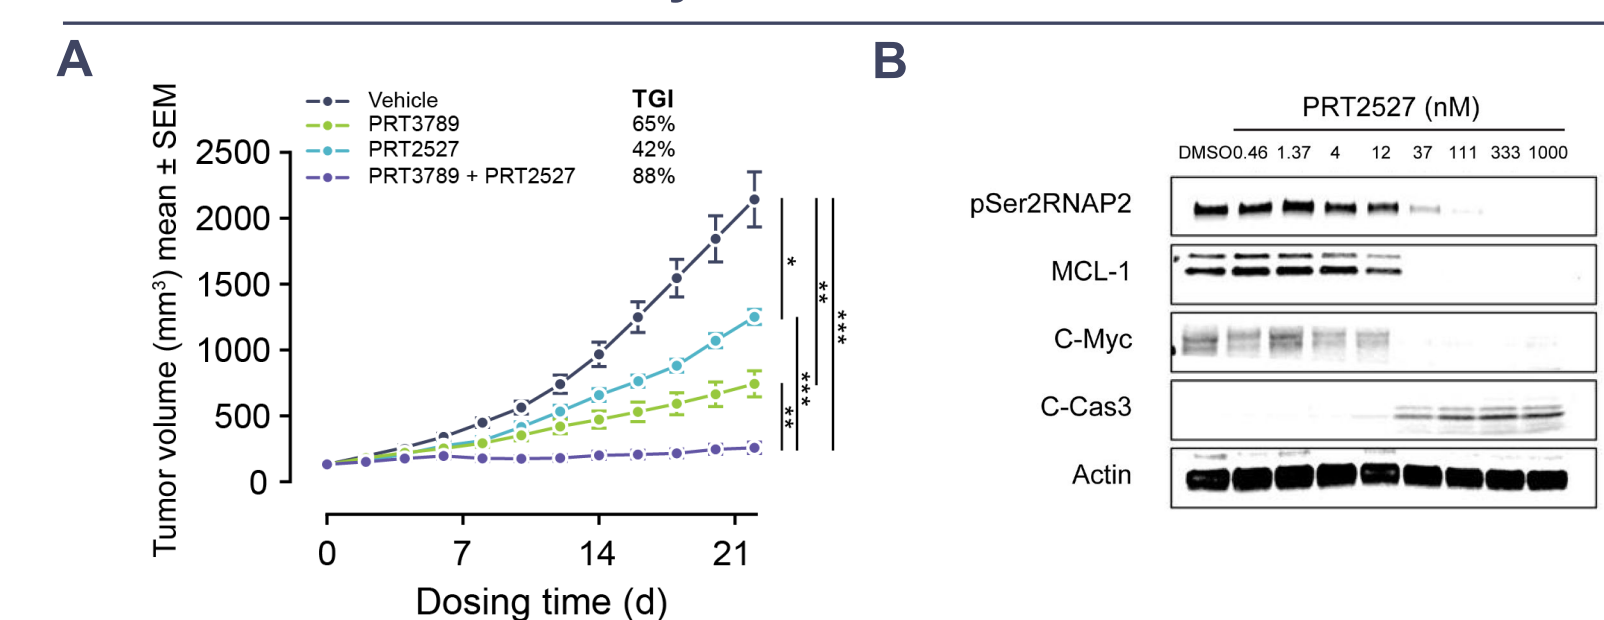 A
Tumor volume (mm³) mean ± SEM
Vehicle
PRT3789
PRT2527
PRT3789 + PRT2527
TGI
65%
42%
88%
2500
2000
1500
1000
500
0
*
**
***
***
**
0 7 14 21
Dosing time (d)
B
PRT2527 (nM)
DMSO 0.46 1.37 4 12 37 111 333 1000
pSer2RNAP2
MCL-1
C-Myc
C-Cas3
Actin